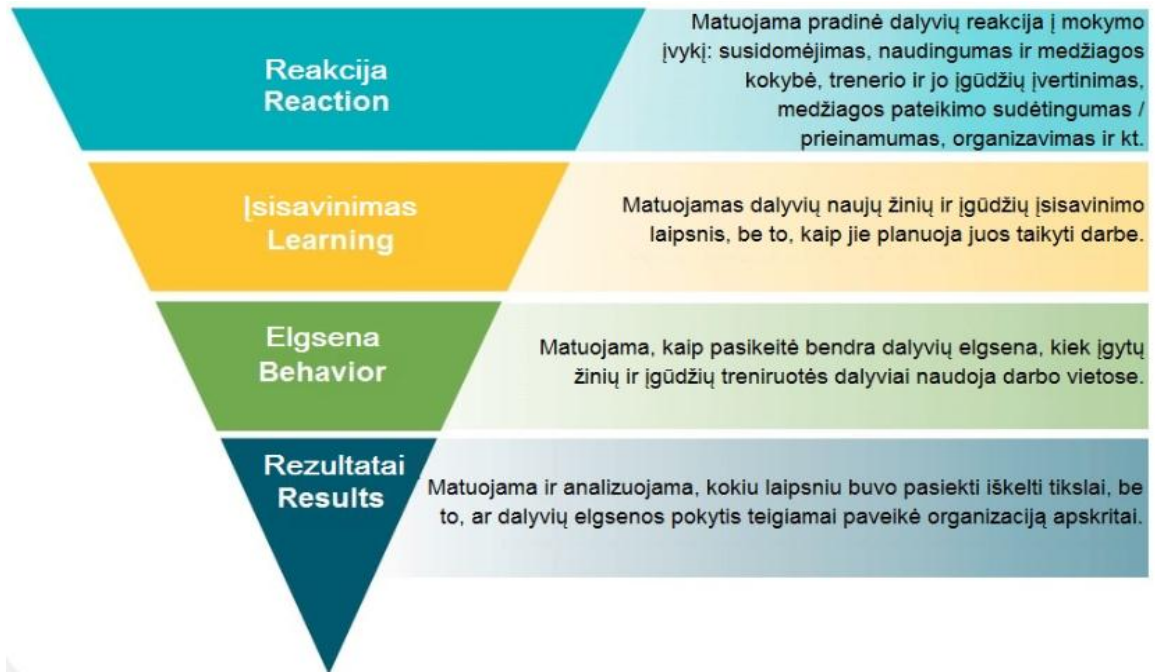 Reakcija
Reaction
Matuojama pradinė dalyvių reakcija į mokymo
įvykį: susidomėjimas, naudingumas ir medžiagos
kokybė, trenerio ir jo įgūdžių įvertinimas,
medžiagos pateikimo sudėtingumas /
prieinamumas, organizavimas ir kt.
Įsisavinimas
Learning
Matuojamas dalyvių naujų žinių ir įgūdžių įsisavinimo
laipsnis, be to, kaip jie planuoja juos taikyti darbe.
Elgsena
Behavior
Matuojama, kaip pasikeitė bendra dalyvių elgsena, kiek įgytų
žinių ir įgūdžių treniruotės dalyviai naudoja darbo vietose.
Rezultatai
Results
Matuojama ir analizuojama, kokiu laipsniu buvo pasiekti iškelti tikslai, be
to, ar dalyvių elgsenos pokytis teigiamai paveikė organizaciją apskritai.